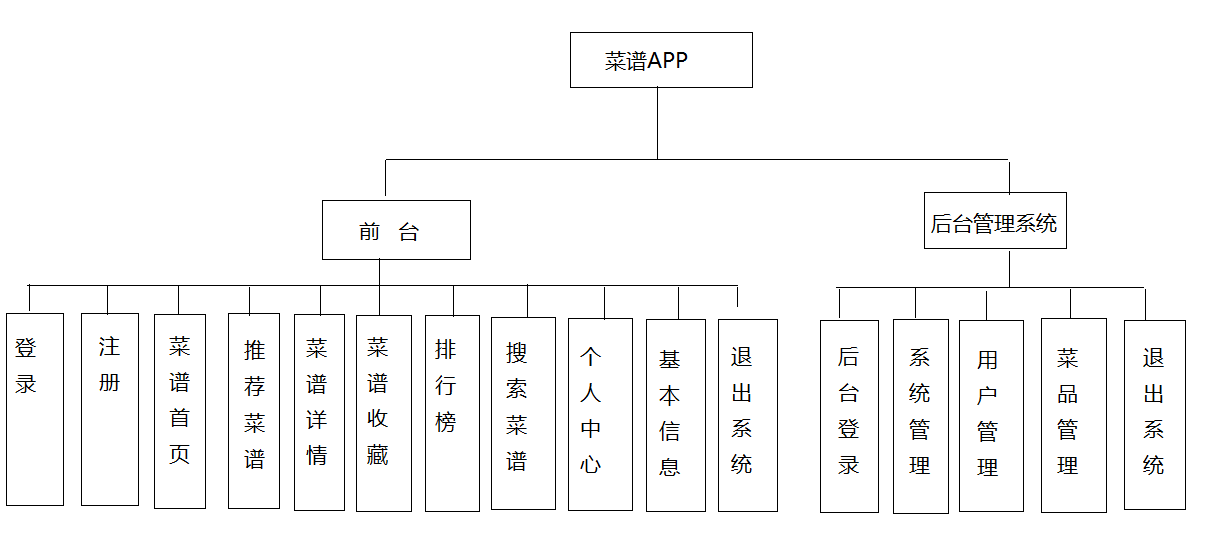 菜谱APP
前 台
后台管理系统
登录
注册
菜谱首页
推荐菜谱
菜谱详情
菜谱收藏
排行榜
搜索菜谱
个人中心
基本信息
退出系统
后台登录
系统管理
用户管理
菜品管理
退出系统